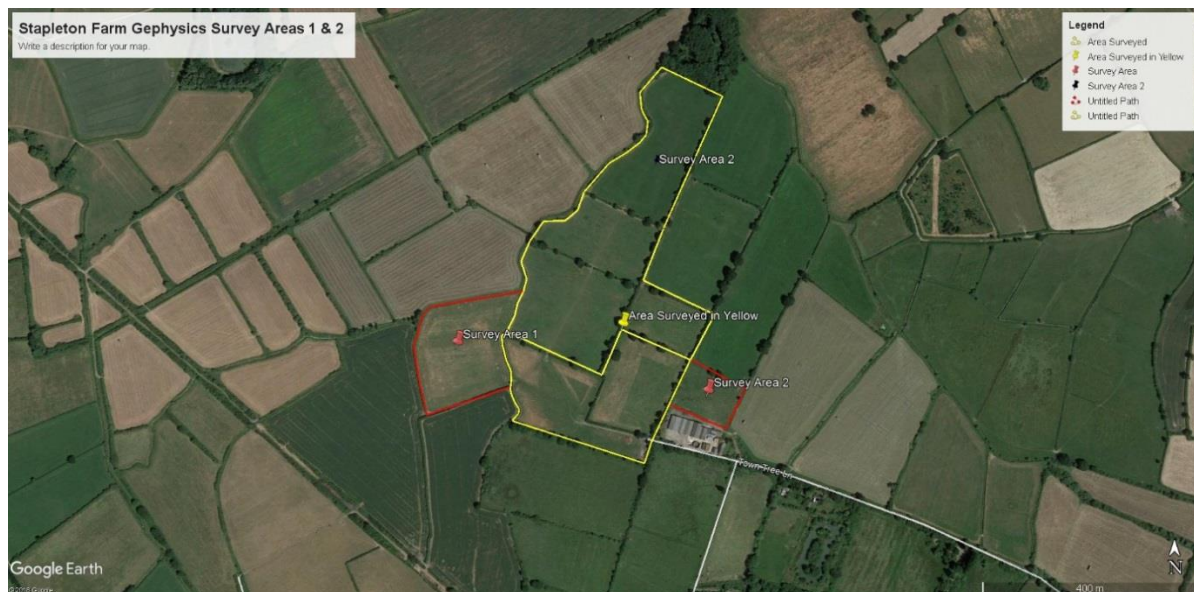 Stapleton Farm Gephysics Survey Areas 1 & 2
Write a description for your map.
Legend
Area Surveyed
Area Surveyed in Yellow
Survey Area
Survey Area 2
Untitled Path
Untitled Path
Survey Area 2
Area Surveyed in Yellow
Survey Area 1
Survey Area 2
Town Tree Ln
Google Earth
N
© 2018 Google
400 m